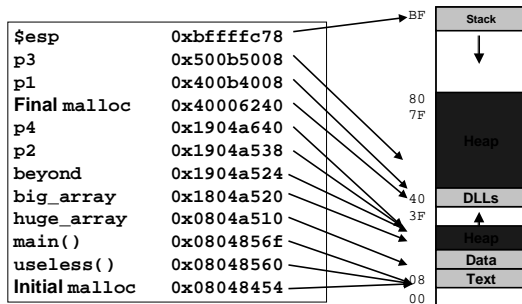 $esp 0xbffffc78
p3 0x500b5008
p1 0x400b4008
Final malloc 0x40006240
p4 0x1904a640
p2 0x1904a538
beyond 0x1904a524
big_array 0x1804a520
huge_array 0x0804a510
main() 0x0804856f
useless() 0x08048560
Initial malloc 0x08048454
BF
Stack
80
7F
Heap
40
DLLs
3F
Heap
Data
08
Text
00